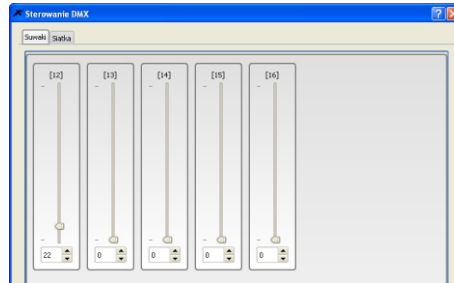 Sterowanie DMX
Suwaki Siatka
[12] [13] [14] [15] [16]
22 0 0 0 0